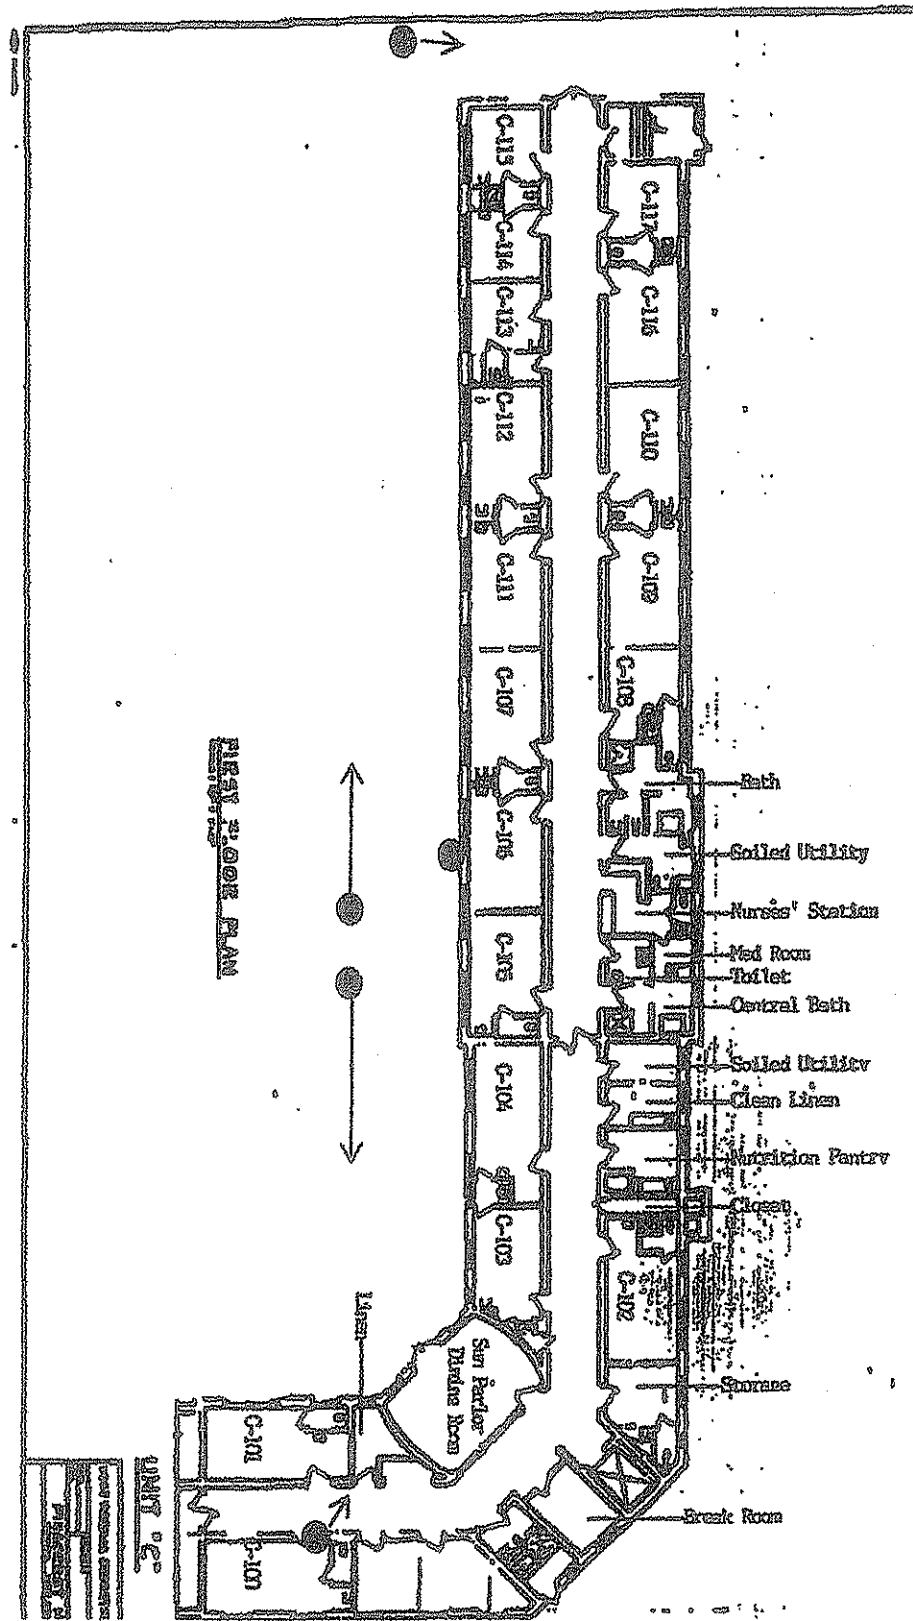 C-115
C-114
C-113
C-112
C-111
C-107
C-106
C-105
C-104
C-103
C-117
C-116
C-110
C-109
C-108
C-102
Bath
Soiled Utility
Nurses' Station
Med Room
Toilet
Central Bath
Soiled Utility
Clean Linen
Nutrition Pantry
Closet
Storage
Break Room
Sun Parlor
Dining Room
Linen
C-101
C-100
FIRST FLOOR PLAN
UNIT "C"